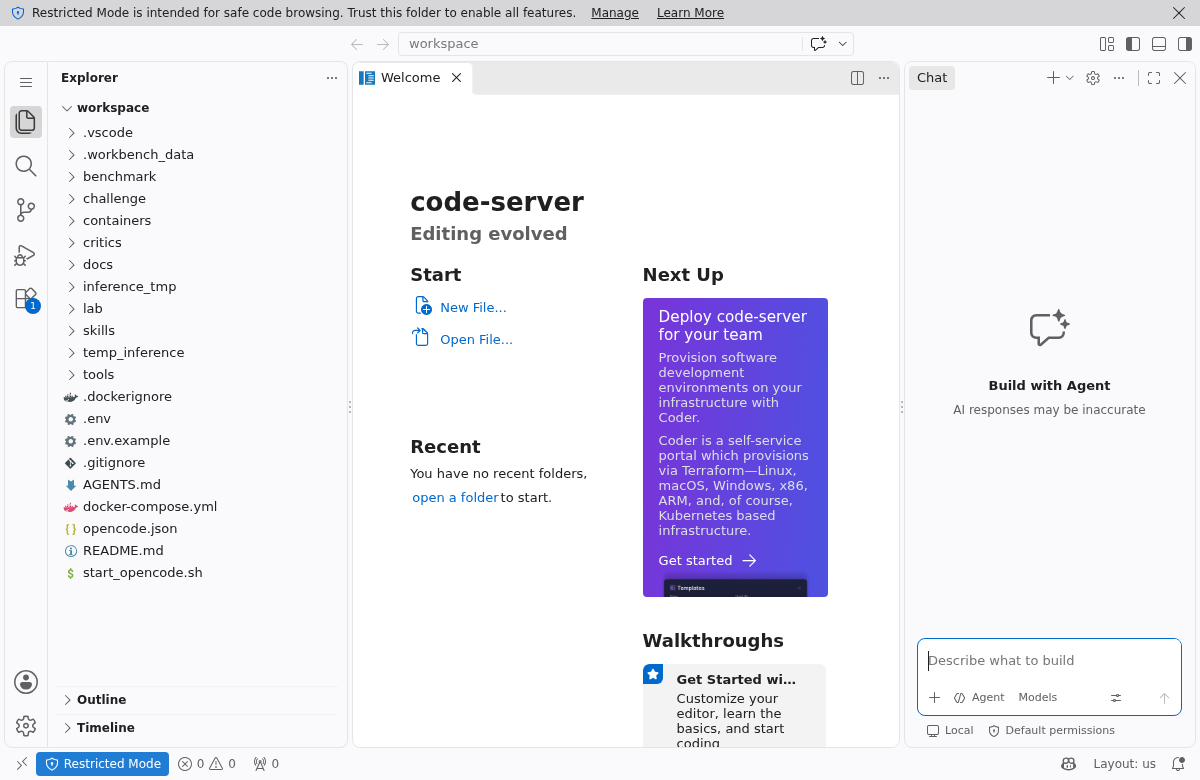 Restricted Mode is intended for safe code browsing. Trust this folder to enable all features. Manage Learn More
workspace
Explorer
workspace
.vscode
.workbench_data
benchmark
challenge
containers
critics
docs
inference_tmp
lab
skills
temp_inference
tools
.dockerignore
.env
.env.example
.gitignore
AGENTS.md
docker-compose.yml
opencode.json
README.md
start_opencode.sh
Outline
Timeline
1
Welcome
code-server
Editing evolved
Start
New File...
Open File...
Recent
You have no recent folders,
open a folder to start.
Next Up
Deploy code-server
for your team
Provision software
development
environments on your
infrastructure with
Coder.
Coder is a self-service
portal which provisions
via Terraform—Linux,
macOS, Windows, x86,
ARM, and, of course,
Kubernetes based
infrastructure.
Get started
Templates
Walkthroughs
Get Started wi...
Customize your
editor, learn the
basics, and start
coding
Chat
Build with Agent
AI responses may be inaccurate
Describe what to build
Agent Models
Local Default permissions
Restricted Mode 0 0 0 Layout: us